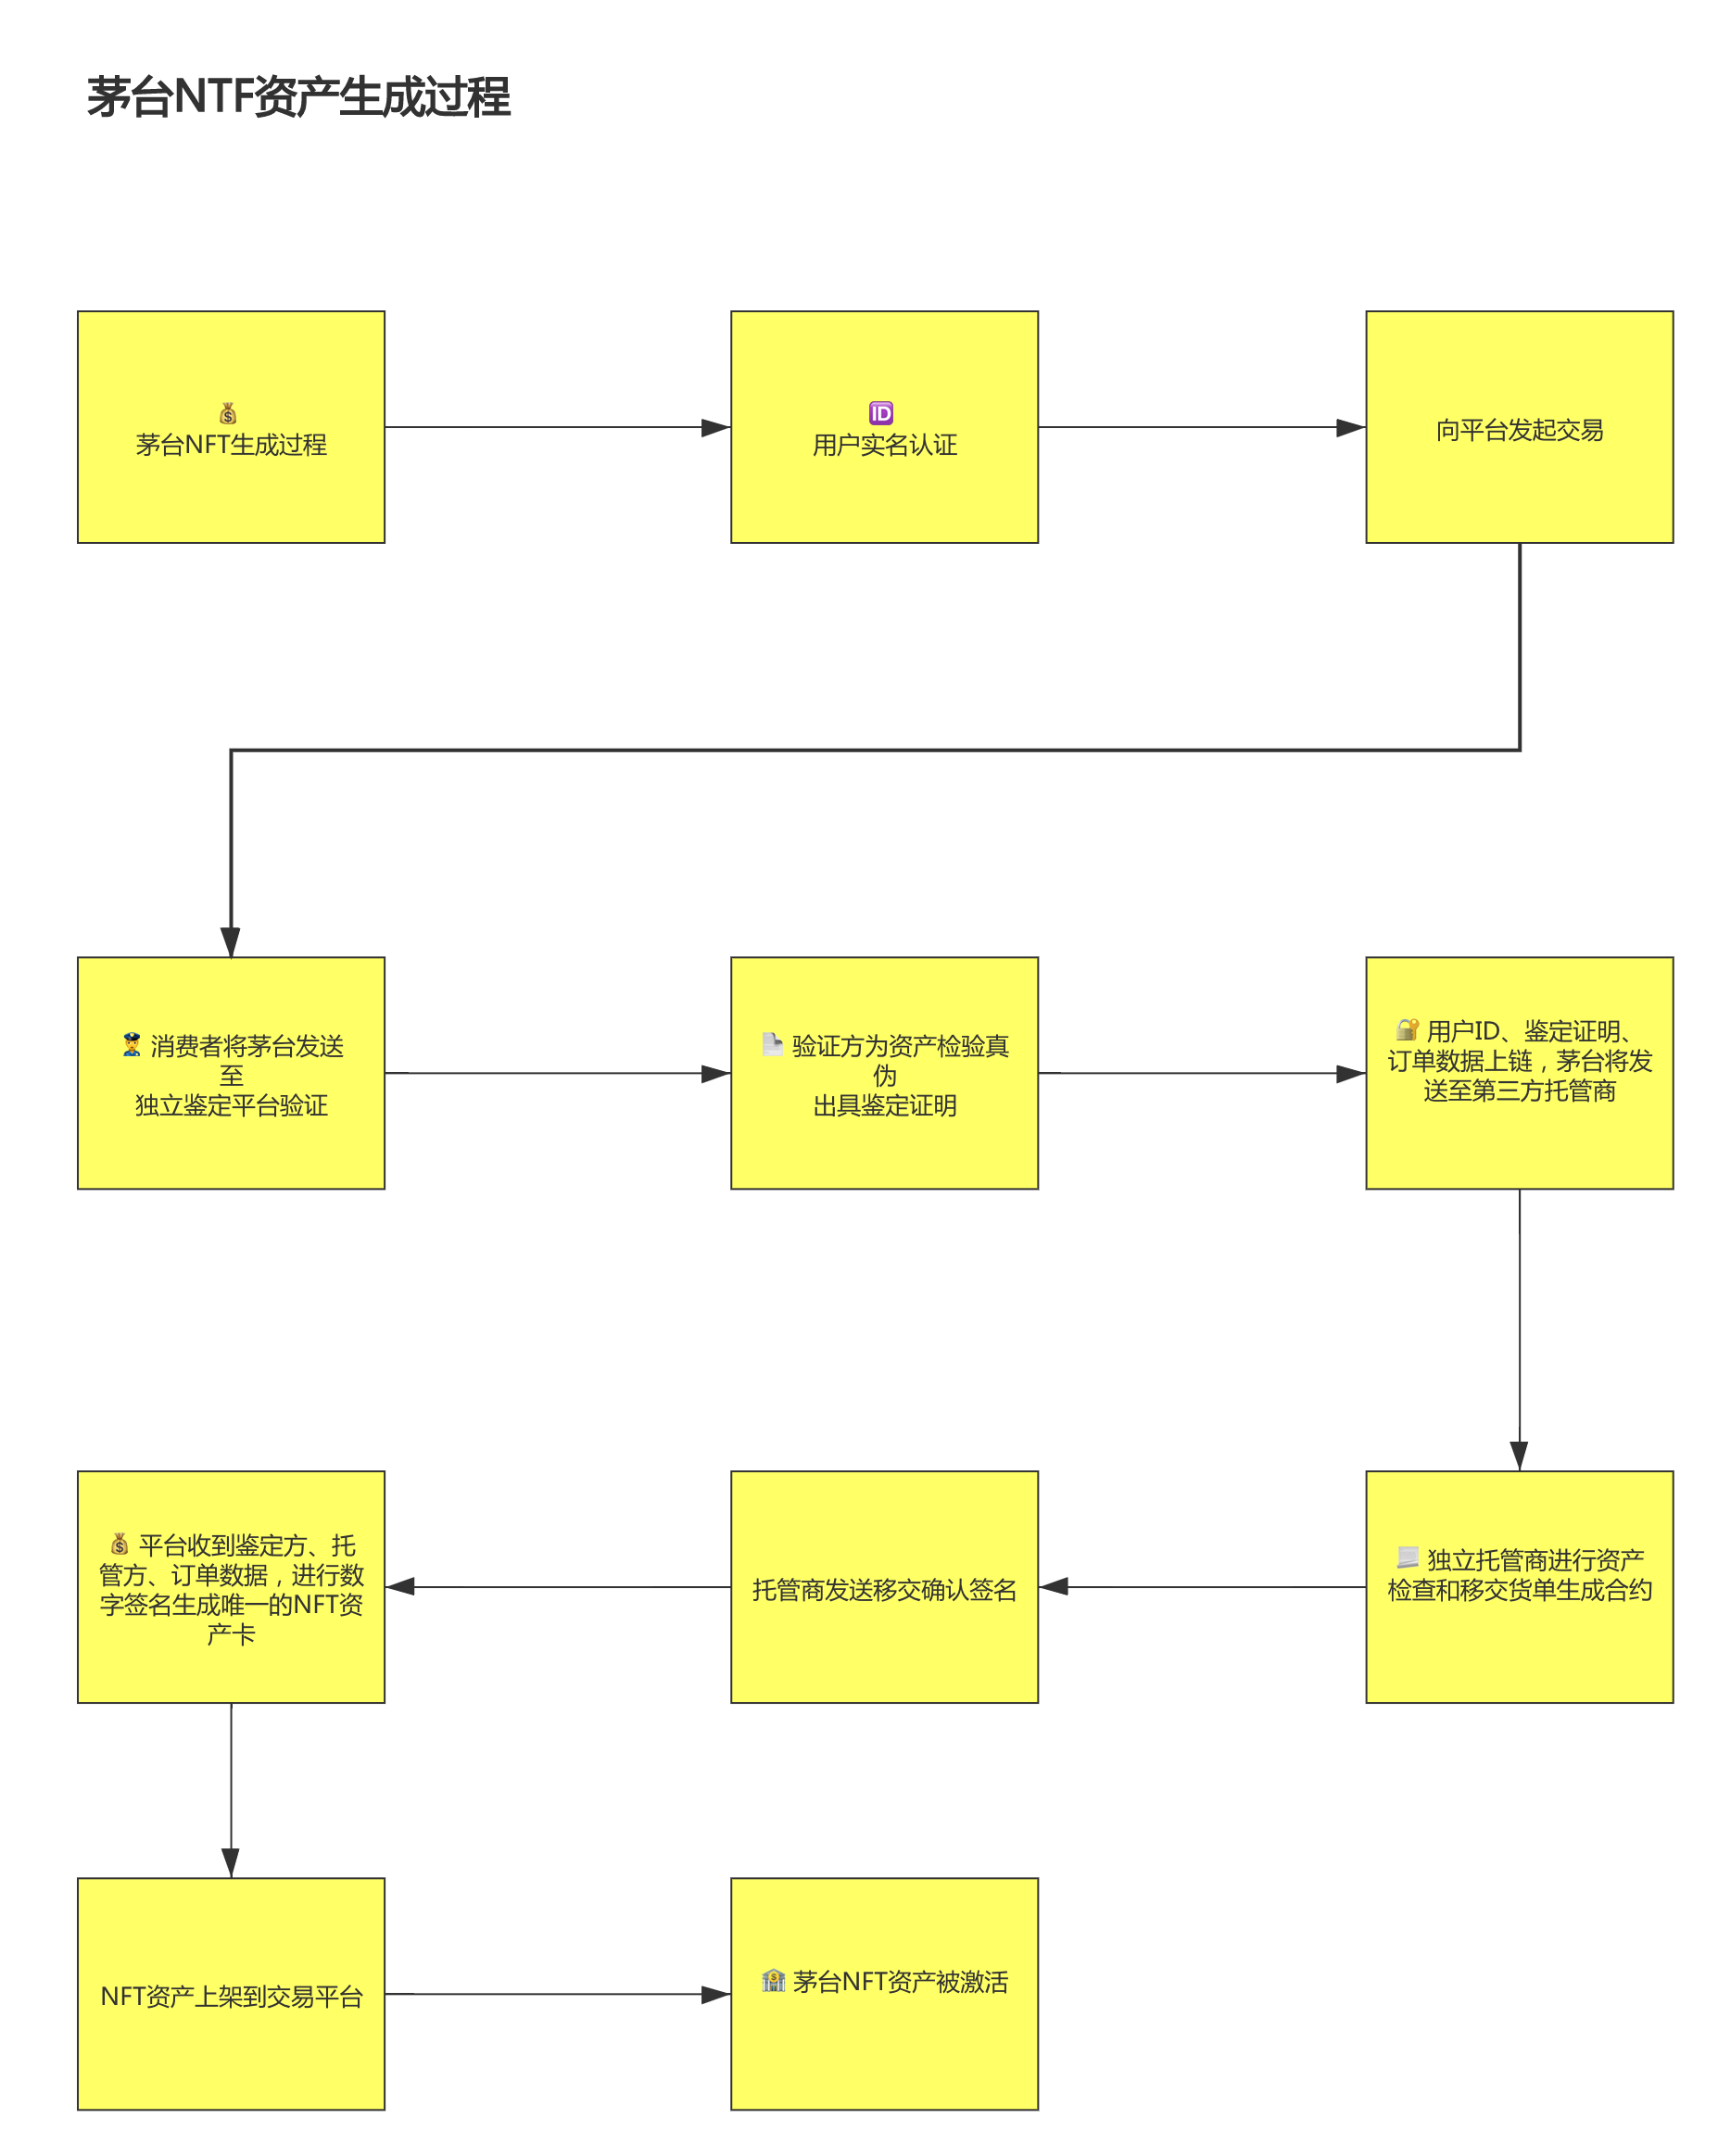 茅台NTF资产生成过程
💰
茅台NFT生成过程
🆔
用户实名认证
向平台发起交易
👮 消费者将茅台发送
至
独立鉴定平台验证
验证方为资产检验真
伪
出具鉴定证明
🔐 用户ID、鉴定证明、
订单数据上链，茅台将发
送至第三方托管商
独立托管商进行资产
检查和移交货单生成合约
托管商发送移交确认签名
💰 平台收到鉴定方、托
管方、订单数据，进行数
字签名生成唯一的NFT资
产卡
NFT资产上架到交易平台
🏦 茅台NFT资产被激活